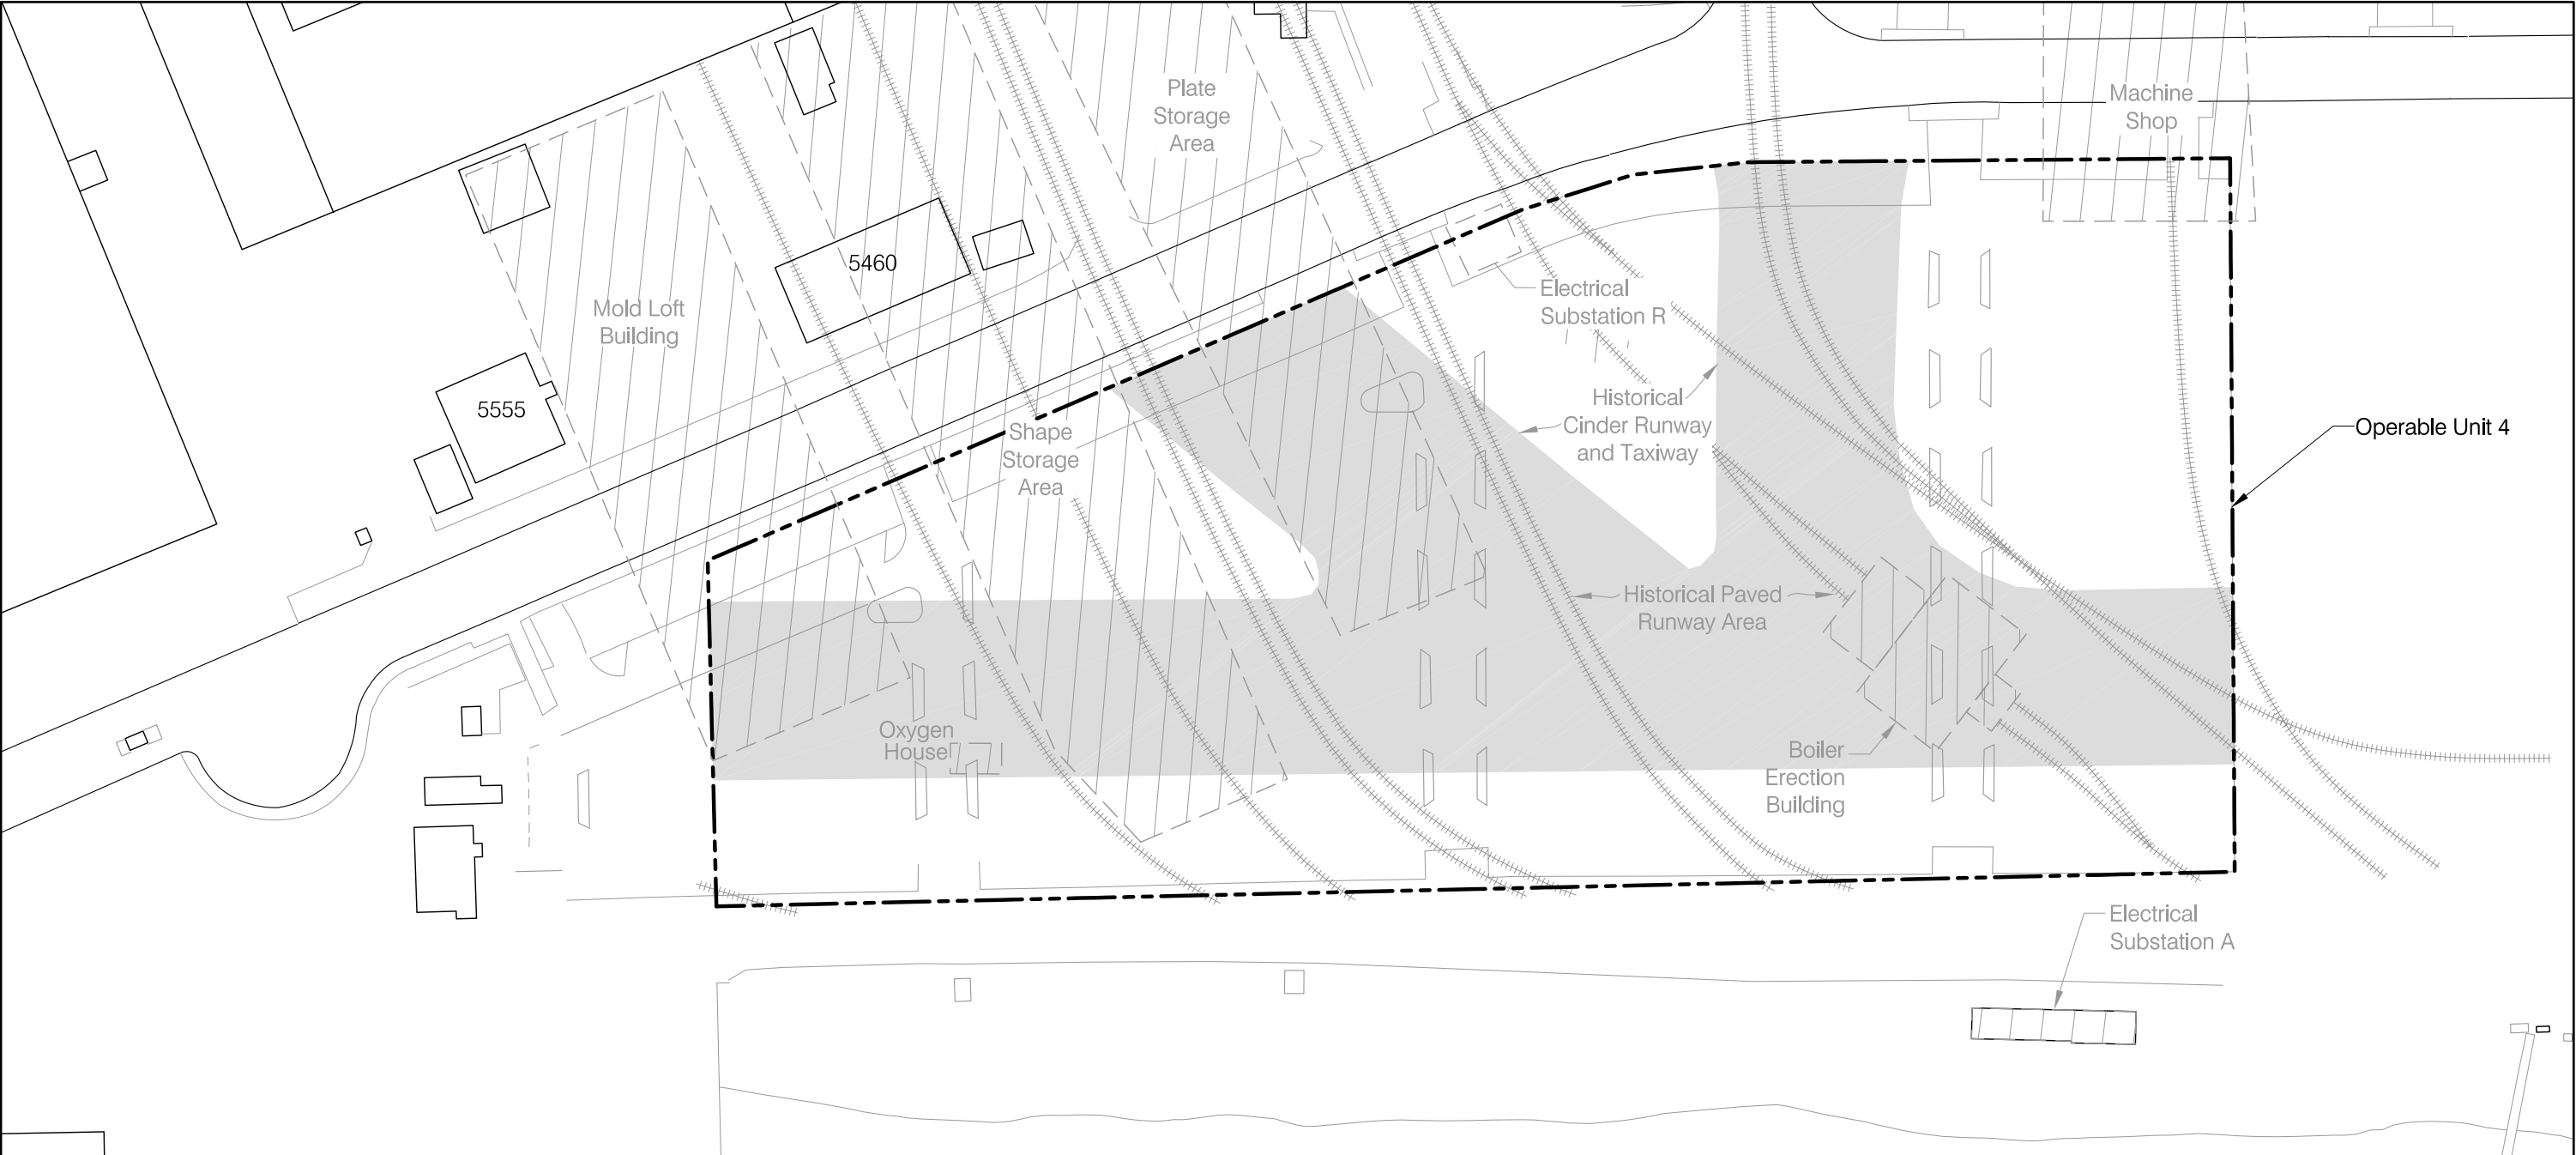 Plate
Storage
Area
Machine
Shop
5460
Mold Loft
Building
Electrical
Substation R
5555
Historical
Cinder Runway
and Taxiway
Operable Unit 4
Shape
Storage
Area
Historical Paved
Runway Area
Oxygen
House
Boiler
Erection
Building
Electrical
Substation A